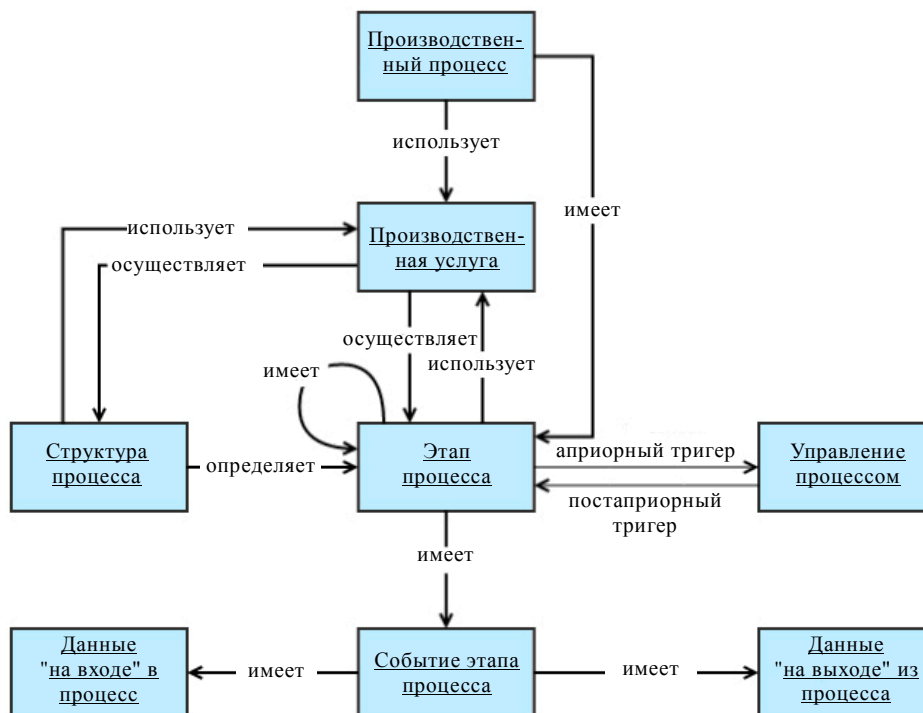 Производствен-
ный процесс
использует
имеет
использует
Производствен-
ная услуга
осуществляет
осуществляет
использует
имеет
Структура
процесса
определяет
Этап
процесса
априорный тригер
постаприорный
тригер
Управление
процессом
имеет
Данные
"на входе" в
процесс
имеет
Событие этапа
процесса
имеет
Данные
"на выходе" из
процесса